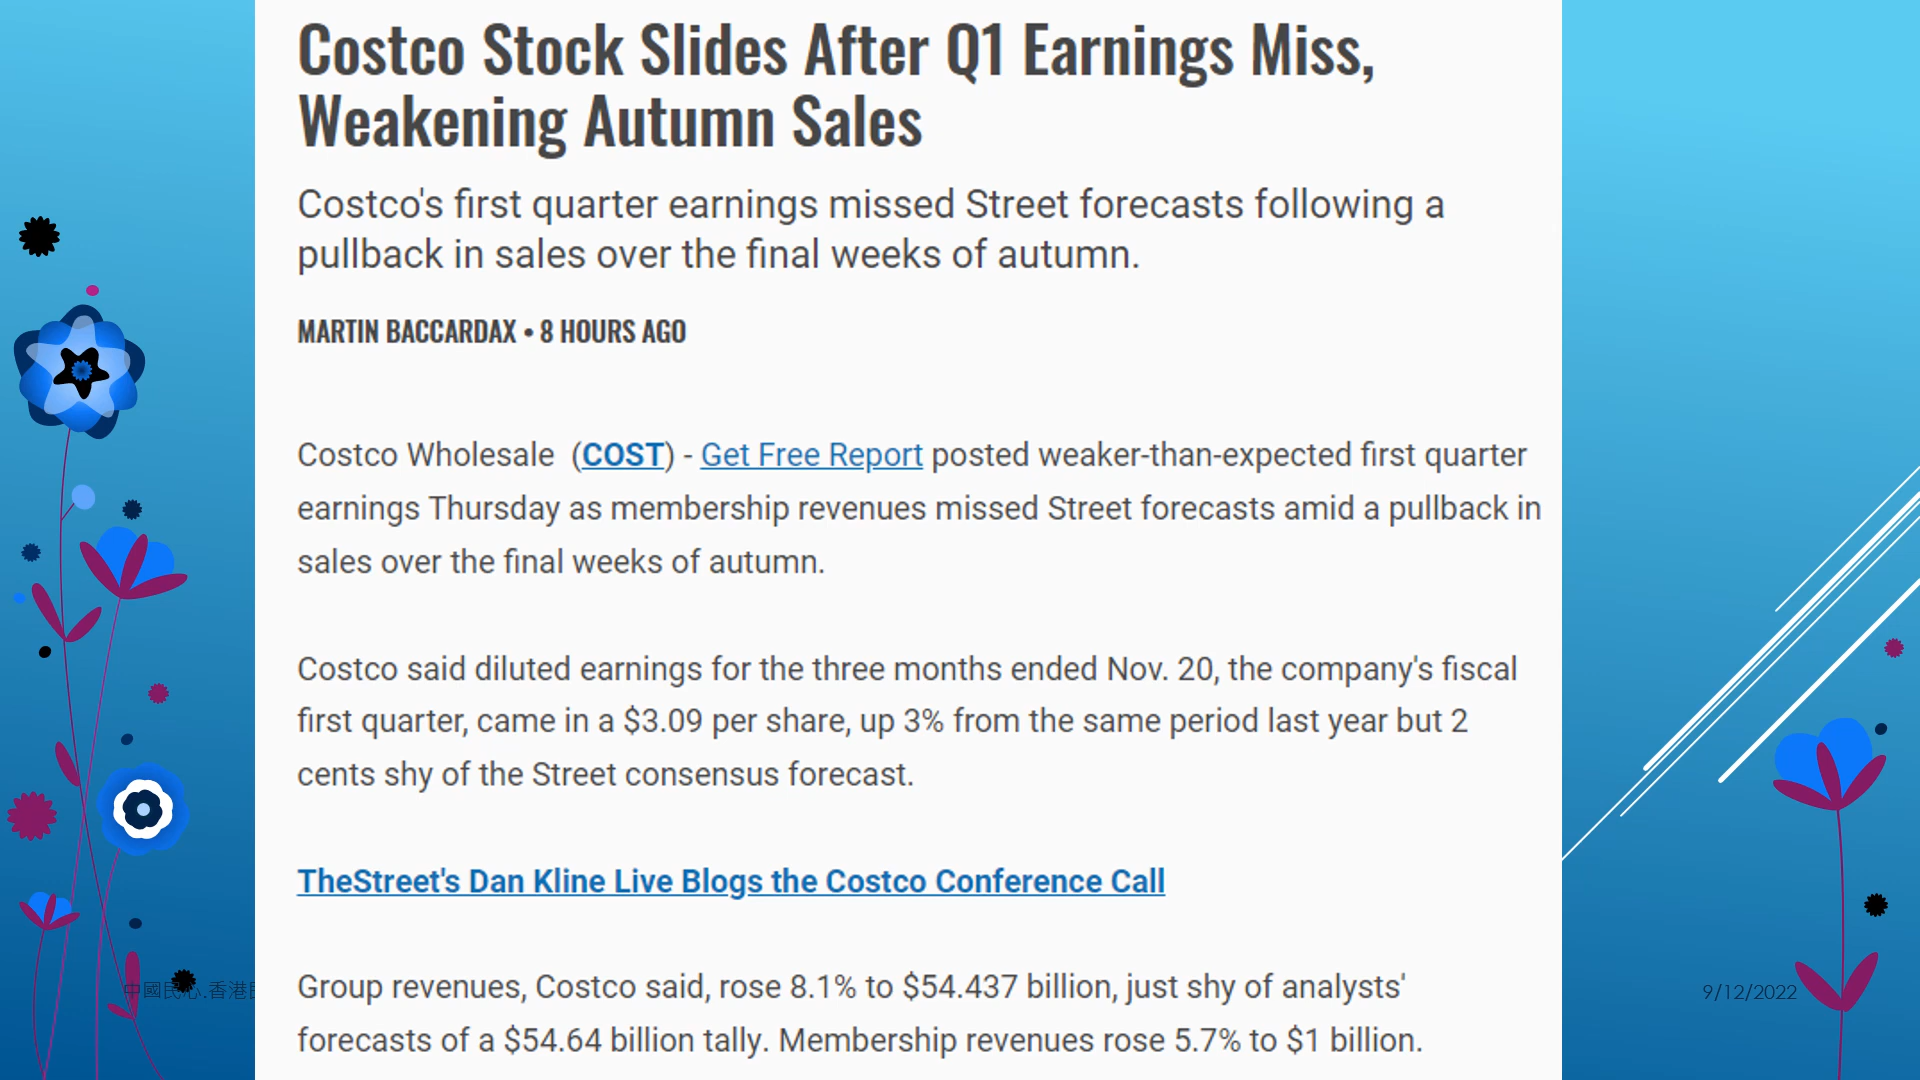 Costco Stock Slides After Q1 Earnings Miss,
Weakening Autumn Sales
Costco's first quarter earnings missed Street forecasts following a
pullback in sales over the final weeks of autumn.
MARTIN BACCARDAX • 8 HOURS AGO
Costco Wholesale (COST) - Get Free Report posted weaker-than-expected first quarter
earnings Thursday as membership revenues missed Street forecasts amid a pullback in
sales over the final weeks of autumn.
Costco said diluted earnings for the three months ended Nov. 20, the company's fiscal
first quarter, came in a $3.09 per share, up 3% from the same period last year but 2
cents shy of the Street consensus forecast.
TheStreet's Dan Kline Live Blogs the Costco Conference Call
Group revenues, Costco said, rose 8.1% to $54.437 billion, just shy of analysts'
forecasts of a $54.64 billion tally. Membership revenues rose 5.7% to $1 billion.
中國民心.香港
9/12/2022